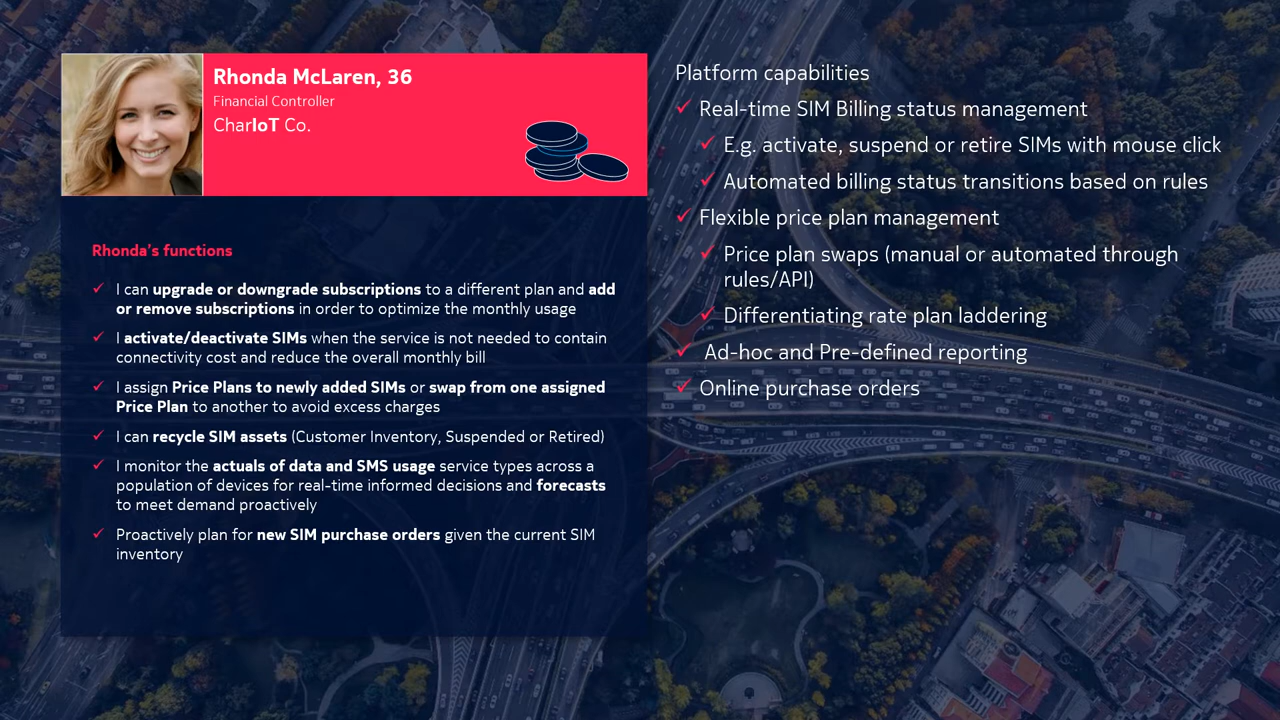 Rhonda McLaren, 36
Financial Controller
CharIoT Co.
Rhonda's functions
I can upgrade or downgrade subscriptions to a different plan and add
or remove subscriptions in order to optimize the monthly usage
I activate/deactivate SIMs when the service is not needed to contain
connectivity cost and reduce the overall monthly bill
I assign Price Plans to newly added SIMs or swap from one assigned
Price Plan to another to avoid excess charges
I can recycle SIM assets (Customer Inventory, Suspended or Retired)
I monitor the actuals of data and SMS usage service types across a
population of devices for real-time informed decisions and forecasts
to meet demand proactively
Proactively plan for new SIM purchase orders given the current SIM
inventory
Platform capabilities
Real-time SIM Billing status management
E.g. activate, suspend or retire SIMs with mouse click
Automated billing status transitions based on rules
Flexible price plan management
Price plan swaps (manual or automated through
rules/API)
Differentiating rate plan laddering
Ad-hoc and Pre-defined reporting
Online purchase orders